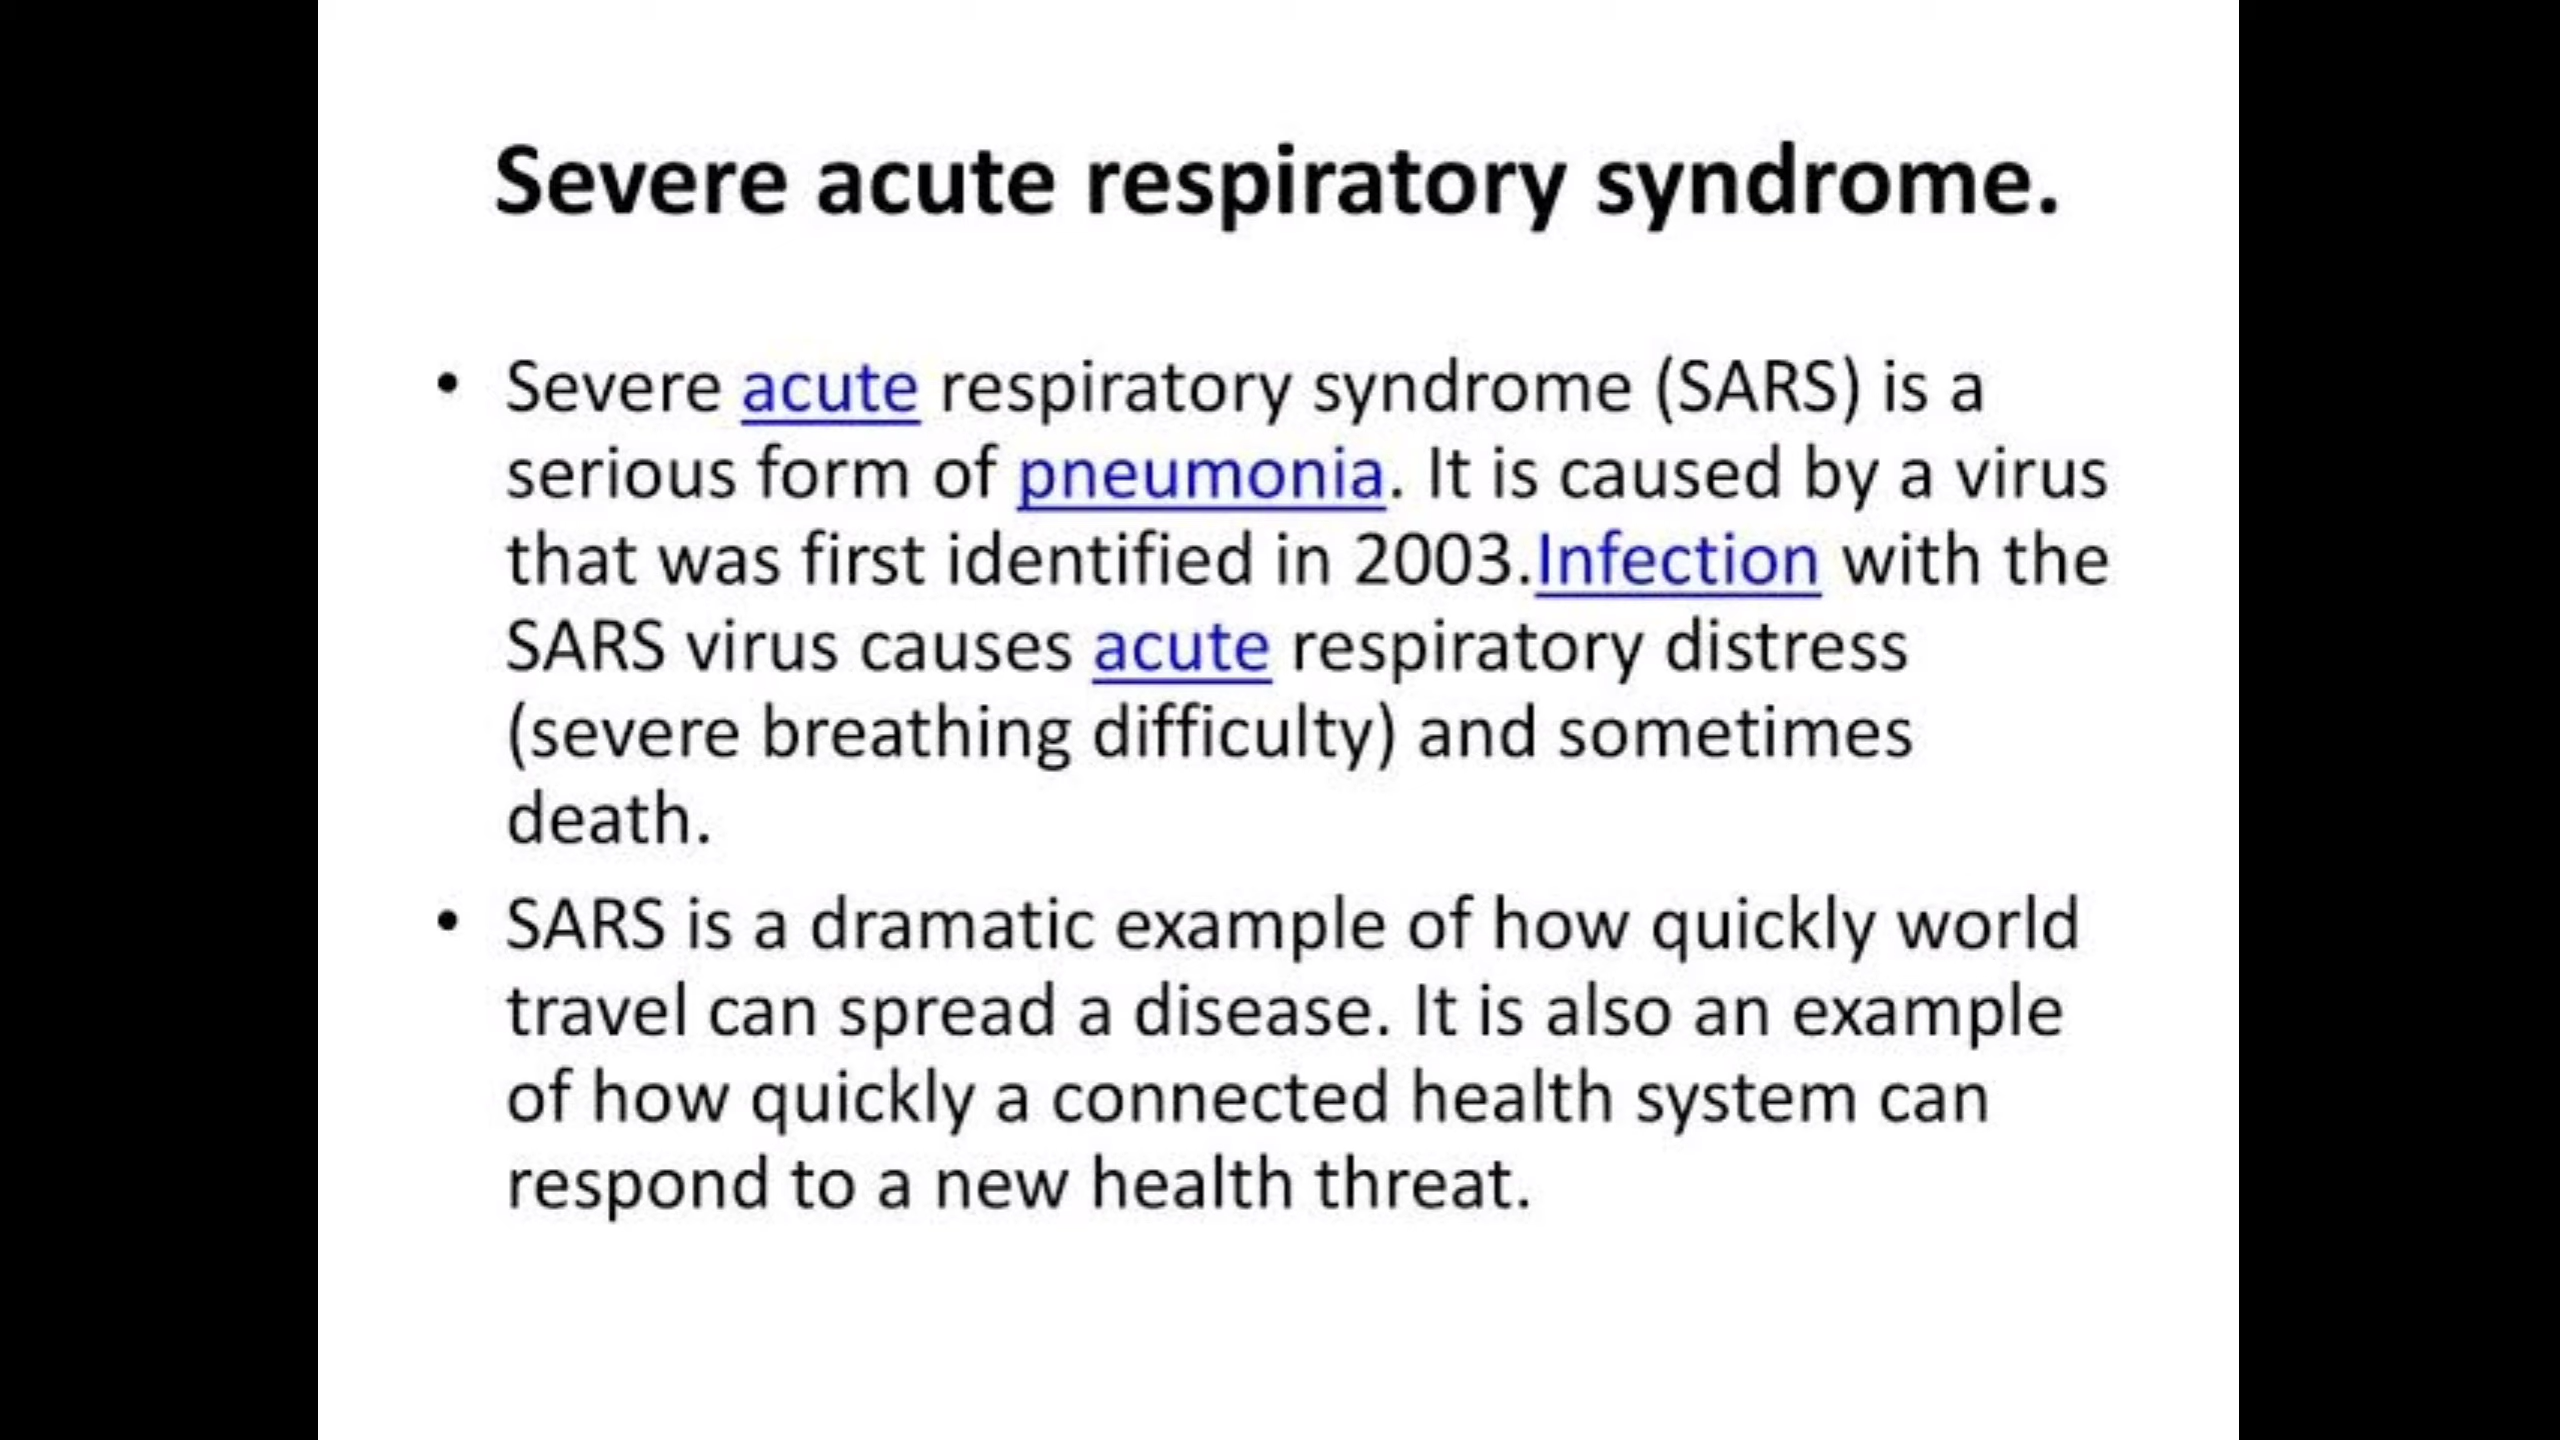 Severe acute respiratory syndrome.
• Severe acute respiratory syndrome (SARS) is a
serious form of pneumonia. It is caused by a virus
that was first identified in 2003.Infection with the
SARS virus causes acute respiratory distress
(severe breathing difficulty) and sometimes
death.
• SARS is a dramatic example of how quickly world
travel can spread a disease. It is also an example
of how quickly a connected health system can
respond to a new health threat.